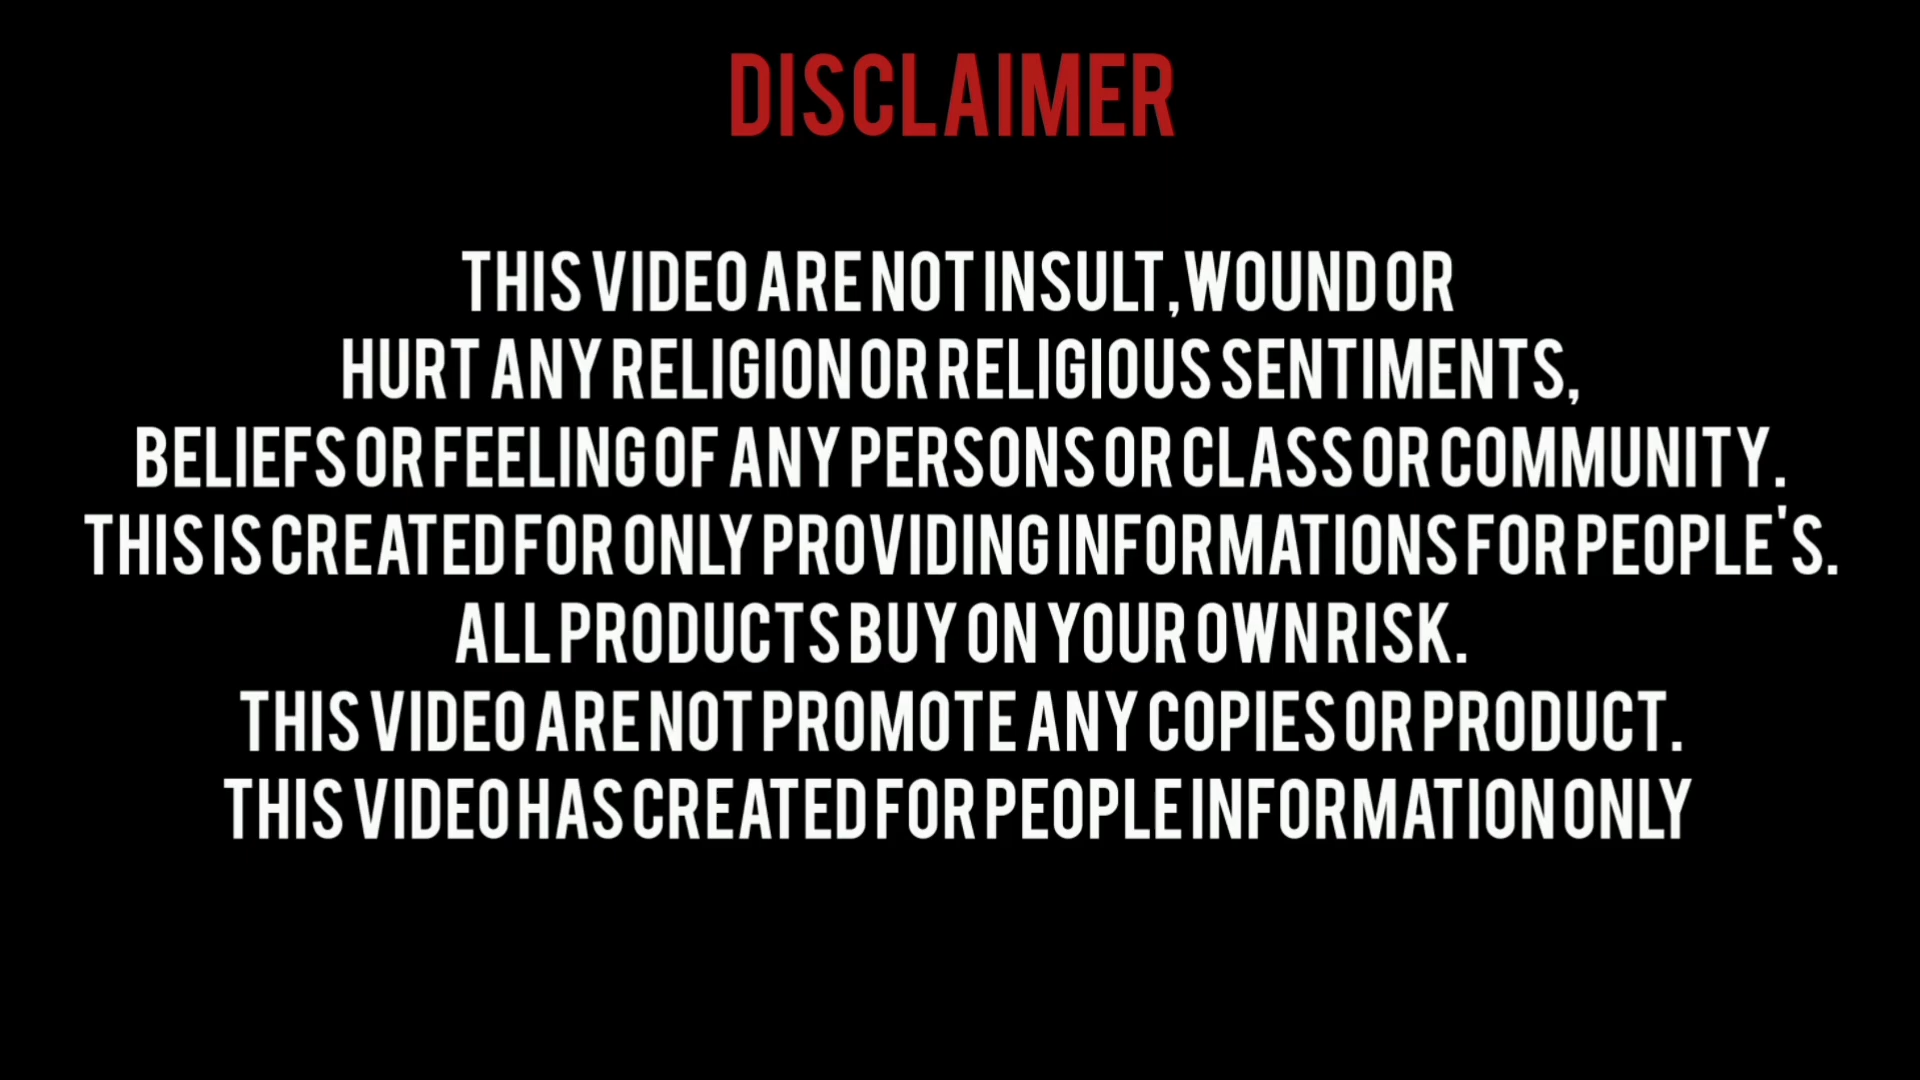 DISCLAIMER
THIS VIDEO ARE NOT INSULT, WOUND OR
HURT ANY RELIGION OR RELIGIOUS SENTIMENTS,
BELIEFS OR FEELING OF ANY PERSONS OR CLASS OR COMMUNITY.
THIS IS CREATED FOR ONLY PROVIDING INFORMATIONS FOR PEOPLE'S.
ALL PRODUCTS BUY ON YOUR OWN RISK.
THIS VIDEO ARE NOT PROMOTE ANY COPIES OR PRODUCT.
THIS VIDEO HAS CREATED FOR PEOPLE INFORMATION ONLY